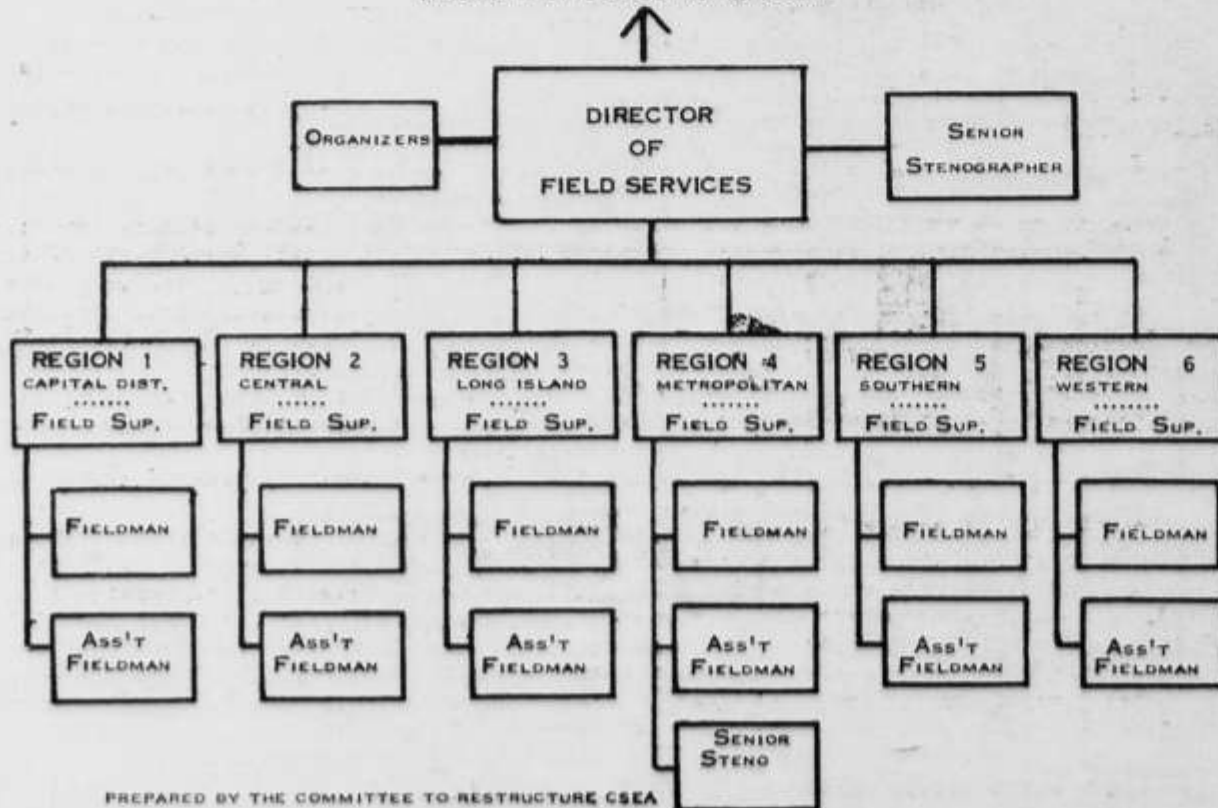 ORGANIZERS
DIRECTOR
OF
FIELD SERVICES
SENIOR
STENOGRAPHER
REGION 1
CAPITAL DIST.
.......
FIELD SUP.
REGION 2
CENTRAL
.......
FIELD SUP.
REGION 3
LONG ISLAND
.......
FIELD SUP.
REGION 4
METROPOLITAN
.......
FIELD SUP.
REGION 5
SOUTHERN
.......
FIELD SUP.
REGION 6
WESTERN
........
FIELD SUP.
FIELDMAN
FIELDMAN
FIELDMAN
FIELDMAN
FIELDMAN
FIELDMAN
ASS'T
FIELDMAN
ASS'T
FIELDMAN
ASS'T
FIELDMAN
ASS'T
FIELDMAN
ASS'T
FIELDMAN
ASS'T
FIELDMAN
SENIOR
STENO
PREPARED BY THE COMMITTEE TO RESTRUCTURE CSEA